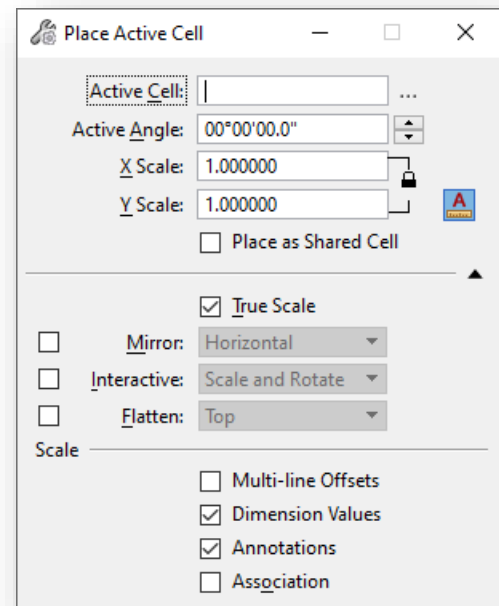 Place Active Cell
Active Cell: ...
Active Angle: 00°00'00.0"
X Scale: 1.000000
Y Scale: 1.000000 A
Place as Shared Cell
True Scale
Mirror: Horizontal
Interactive: Scale and Rotate
Flatten: Top
Scale
Multi-line Offsets
Dimension Values
Annotations
Association